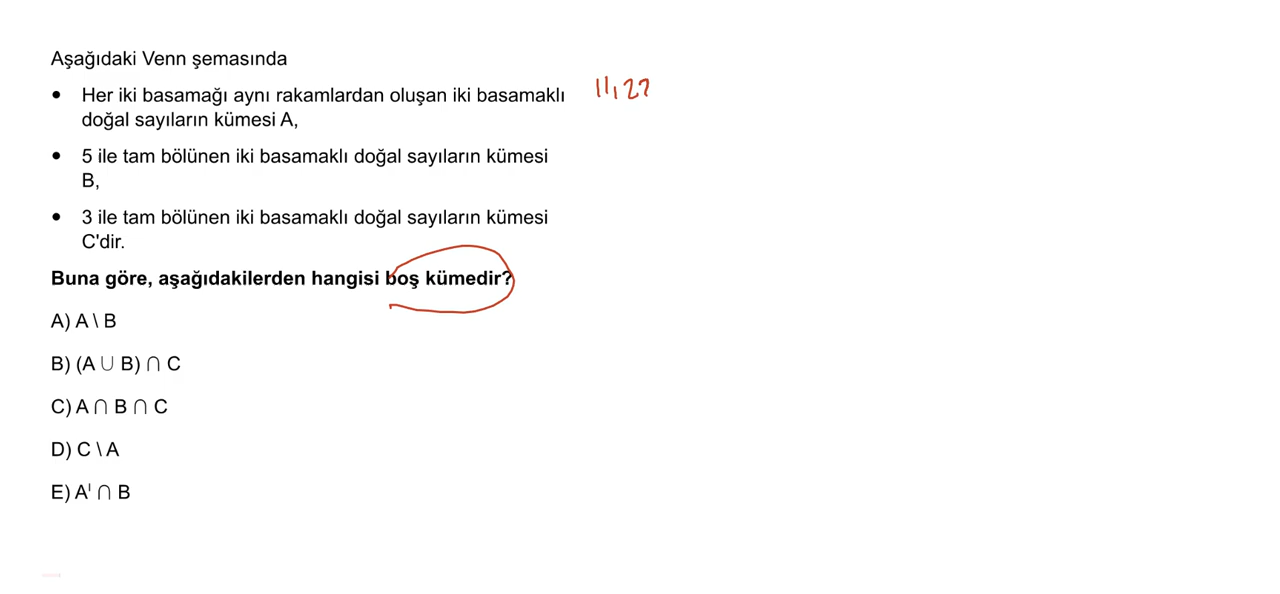 Aşağıdaki Venn şemasında
• Her iki basamağı aynı rakamlardan oluşan iki basamaklı 11, 22
doğal sayıların kümesi A,
• 5 ile tam bölünen iki basamaklı doğal sayıların kümesi
B,
• 3 ile tam bölünen iki basamaklı doğal sayıların kümesi
C'dir.
Buna göre, aşağıdakilerden hangisi boş kümedir?
A) A \ B
B) (A ∪ B) ∩ C
C) A ∩ B ∩ C
D) C \ A
E) Aᶦ ∩ B